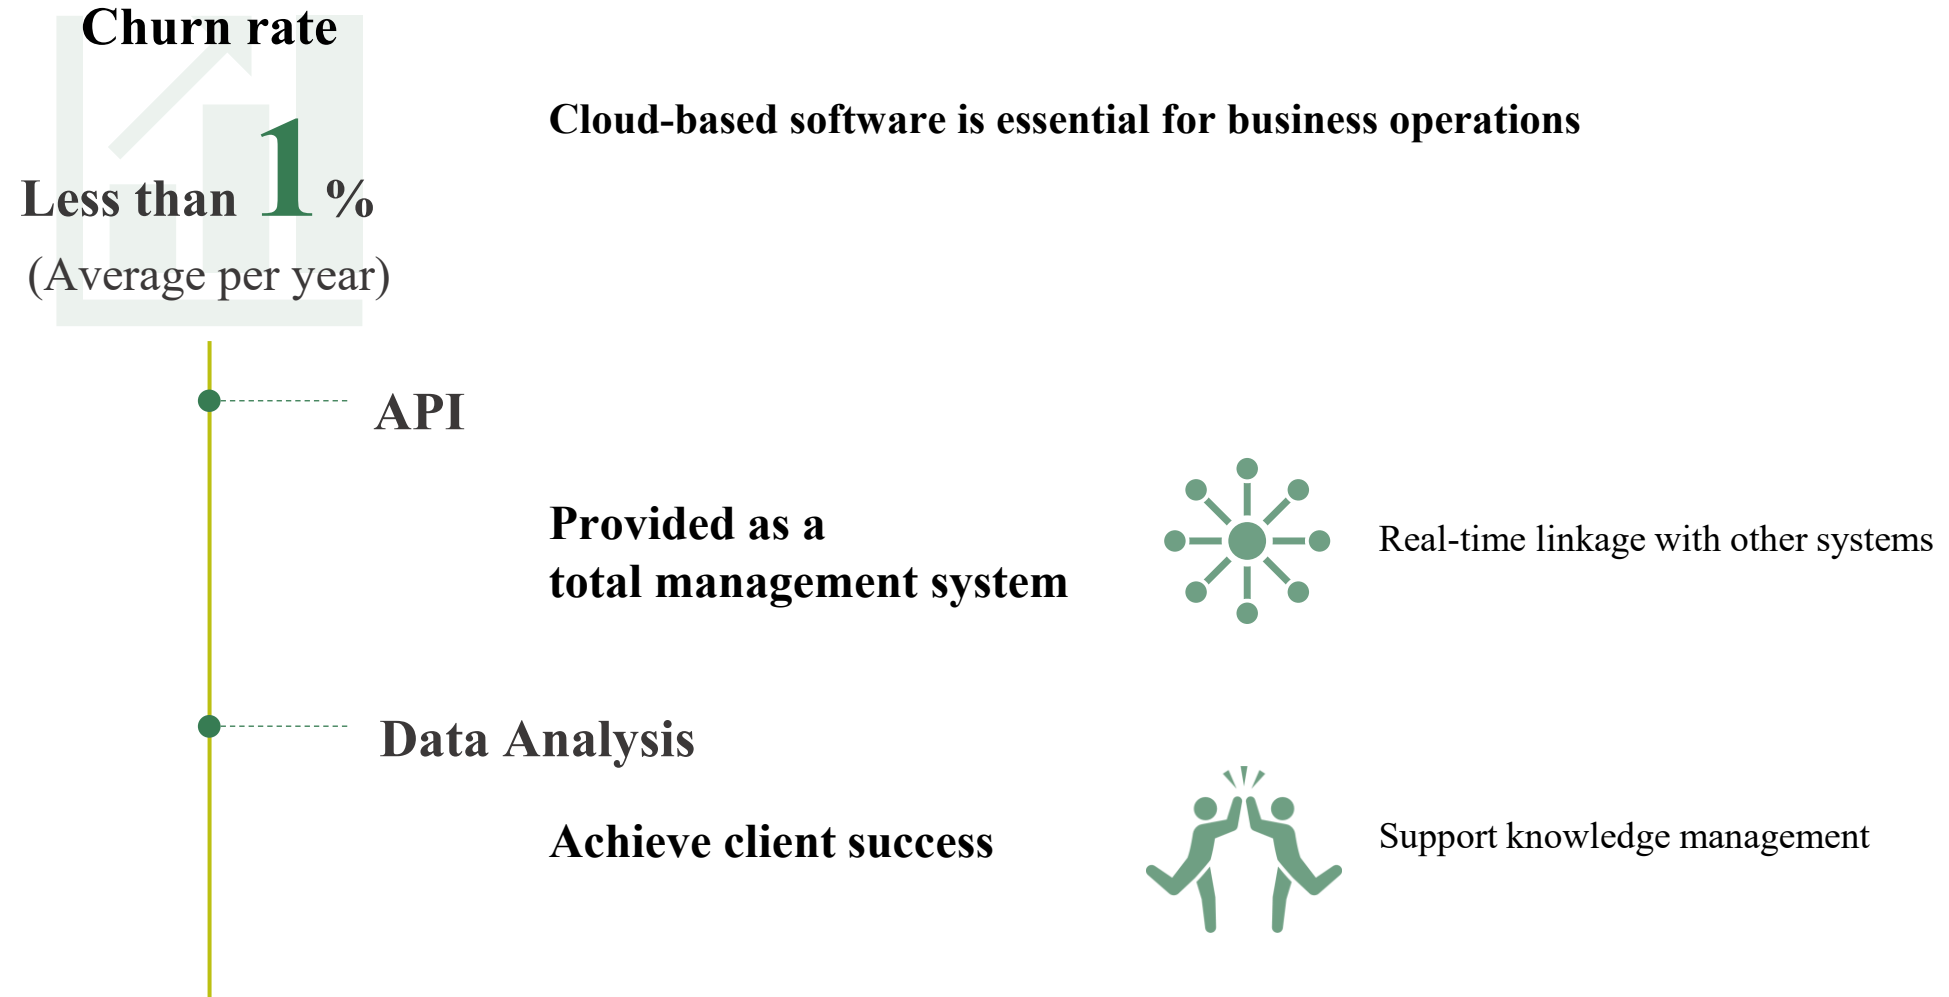 Churn rate
Less than 1%
(Average per year)
Cloud-based software is essential for business operations
API
Provided as a
total management system
Real-time linkage with other systems
Data Analysis
Achieve client success
Support knowledge management